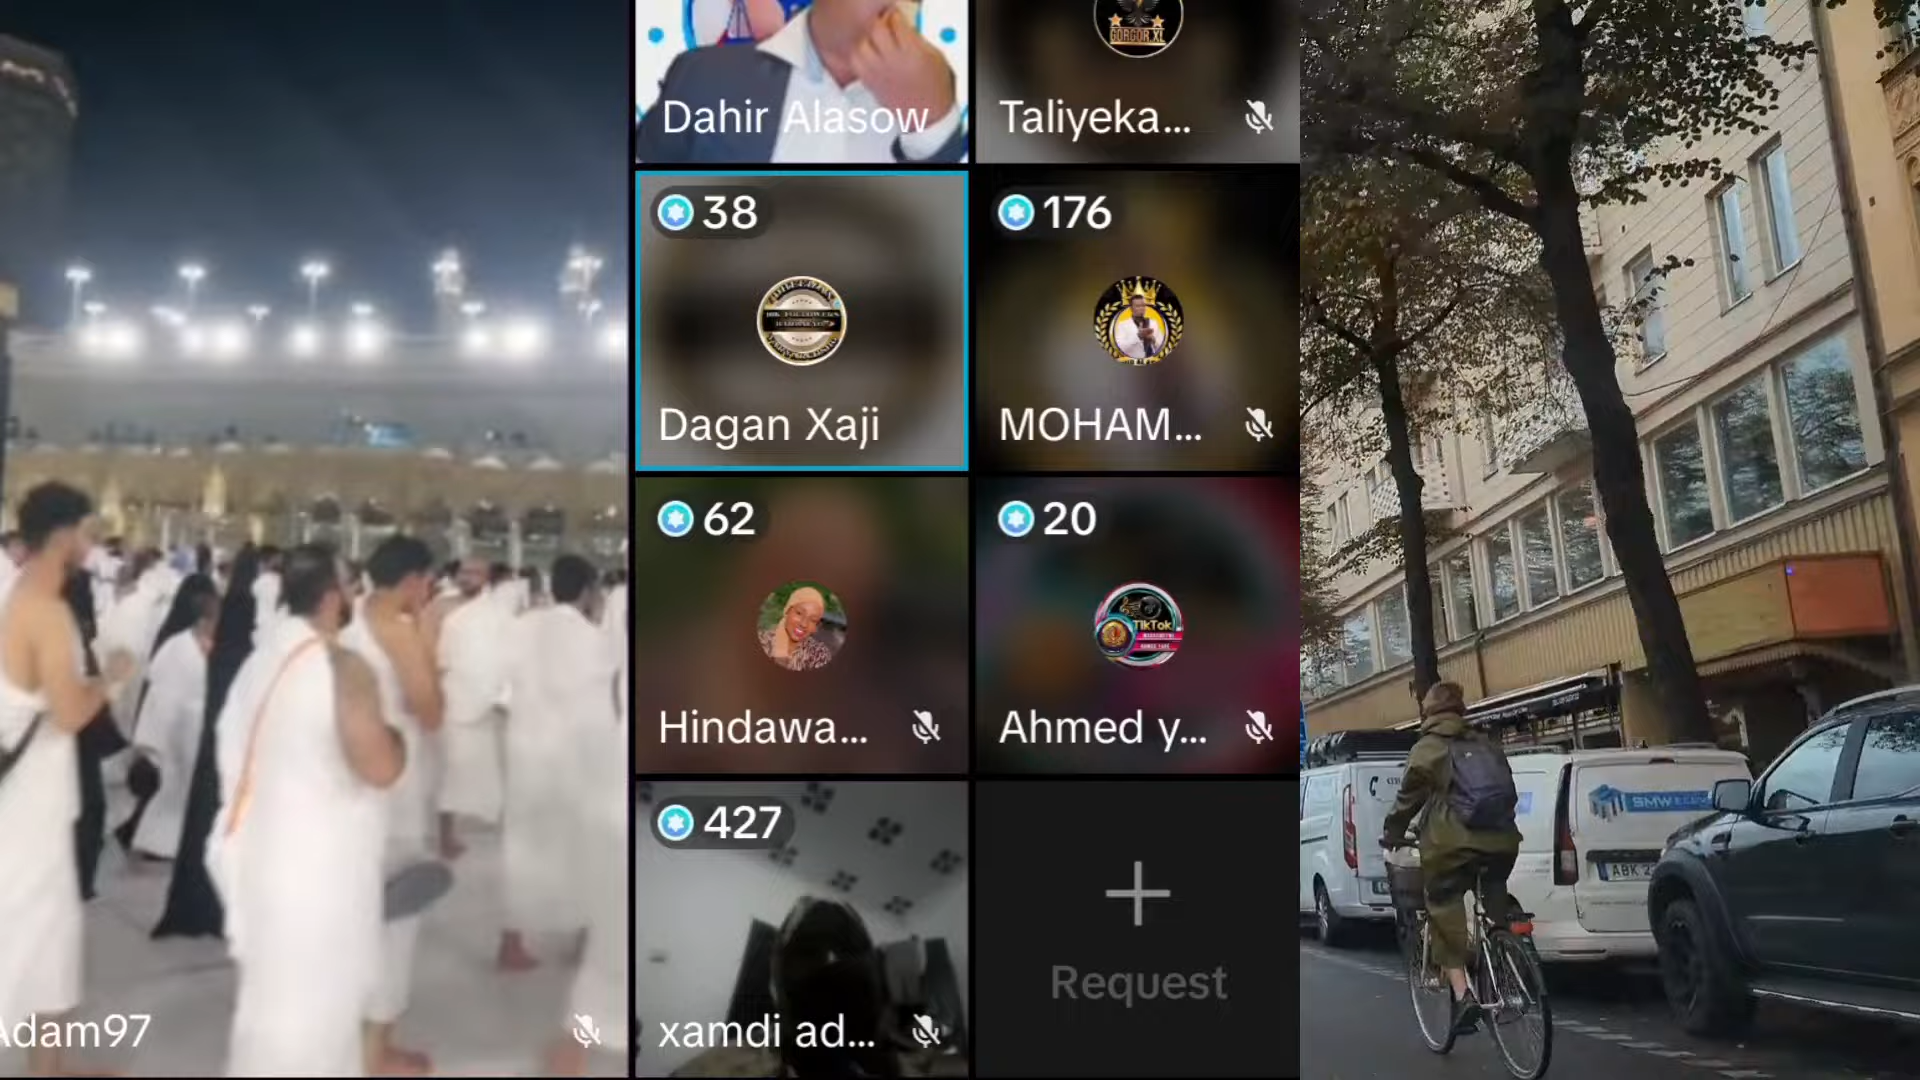 GORGOR XL
Dahir Alasow
Taliyeka...
38
176
Dagan Xaji
MOHAM...
62
20
TikTok
Hindawa...
Ahmed y...
427
Request
Adam97
xamdi ad...
SMW
ABK